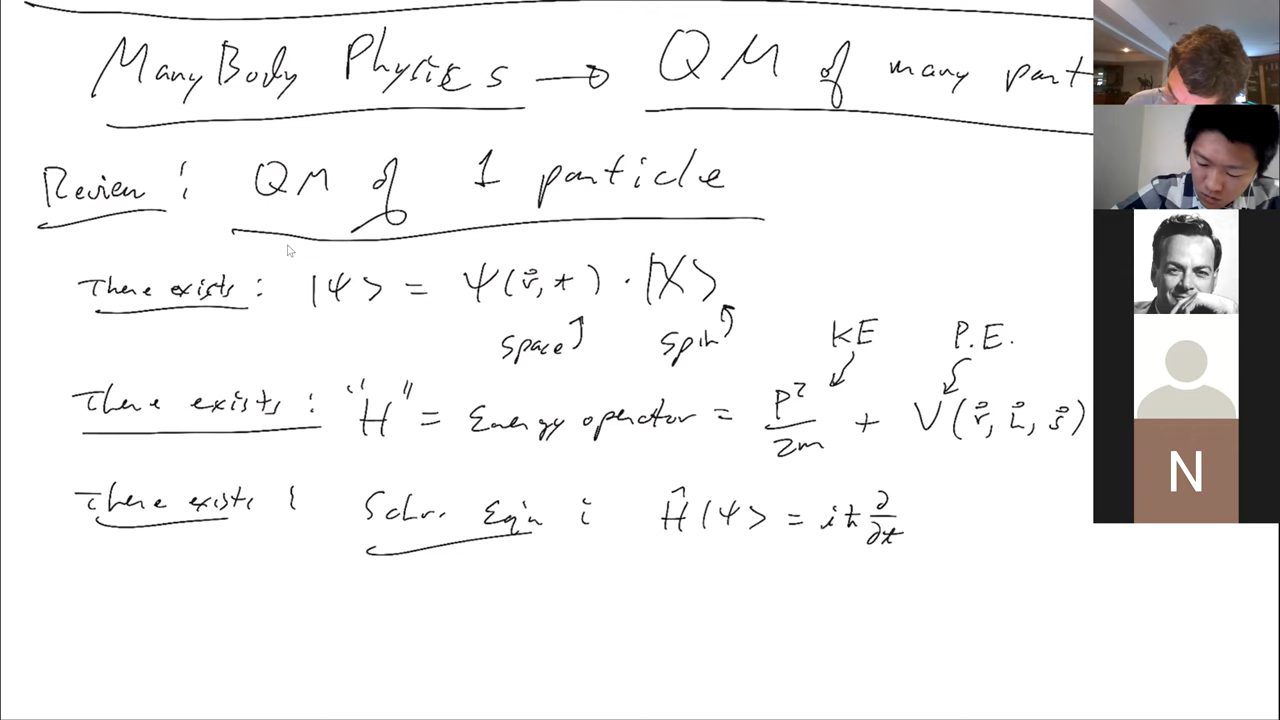 Many Body Physics → QM of many part
Review : QM of 1 particle
There exists : |ψ> = ψ(r⃗,t) · |χ>
space spin
KE P.E.
There exists : "H" = Energy operator = P²/2m + V(r⃗, L⃗, s⃗)
There exists : Schr. Eq'n : Ĥ|ψ> = iħ ∂/∂t
N